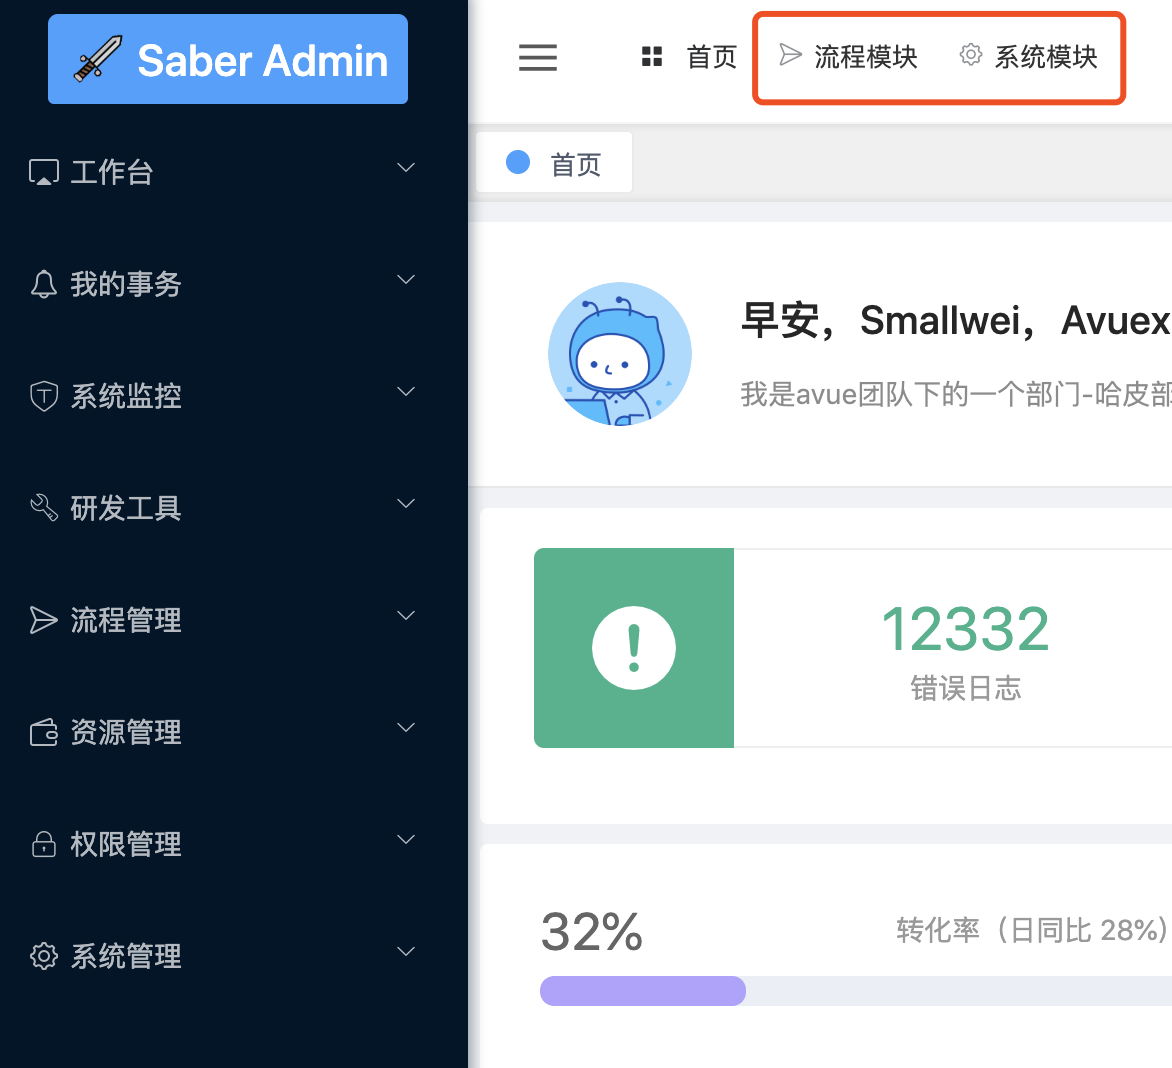 Saber Admin
首页
流程模块
系统模块
首页
工作台
我的事务
系统监控
研发工具
流程管理
资源管理
权限管理
系统管理
早安，Smallwei，Avuex
我是avue团队下的一个部门-哈皮部
12332
错误日志
32%
转化率（日同比 28%)